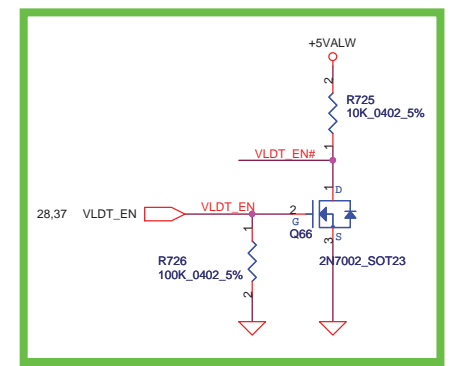 +5VALW
2
R725
10K_0402_5%
1
VLDT_EN#
1
D
28,37 VLDT_EN
VLDT_EN
2
G
Q66
3
S
2N7002_SOT23
1
R726
100K_0402_5%
2